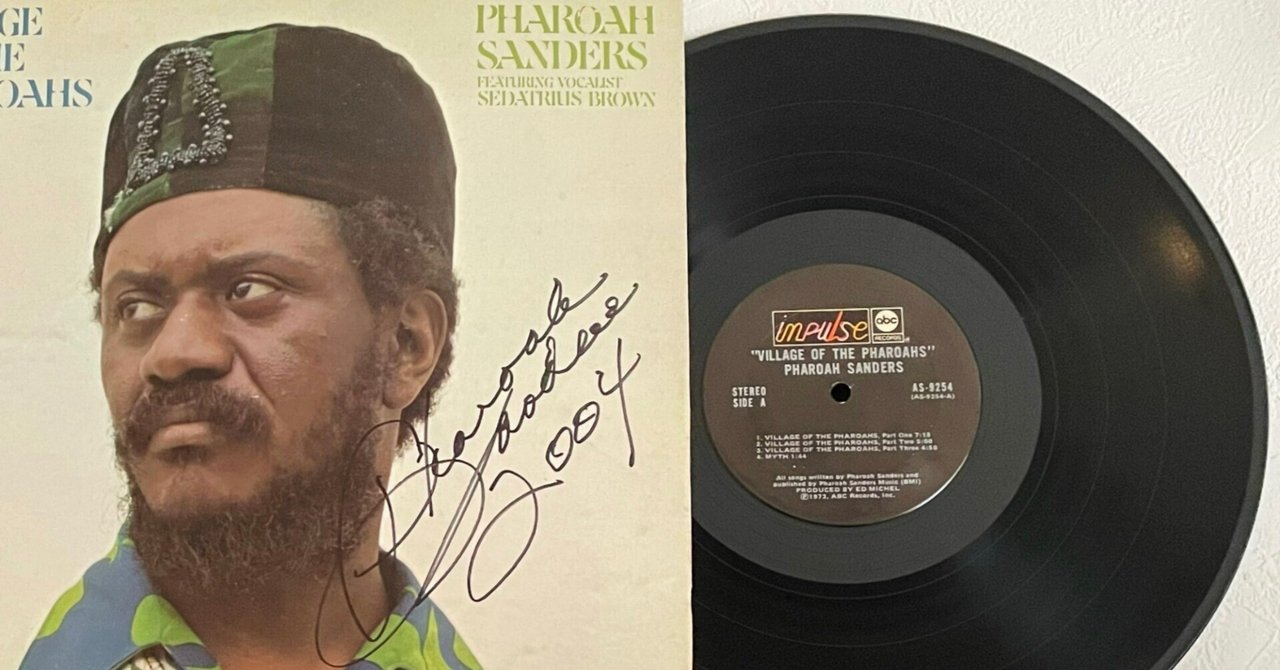 GE
E
OAHS
PHAROAH
SANDERS
FEATURING VOCALIST
SEDATRIUS BROWN
Pharoah
Sanders
2004
impulse
abc
RECORDS
"VILLAGE OF THE PHAROAHS"
PHAROAH SANDERS
STEREO
SIDE A
AS-9254
(AS-9254-A)
1. VILLAGE OF THE PHAROAHS, Part One 7:15
2. VILLAGE OF THE PHAROAHS, Part Two 5:00
3. VILLAGE OF THE PHAROAHS, Part Three 4:58
4. MYTH 1:44
All songs written by Pharoah Sanders and
published by Pharoah Sanders Music (BMI)
PRODUCED BY ED MICHEL
Ⓟ1973, ABC Records, Inc.